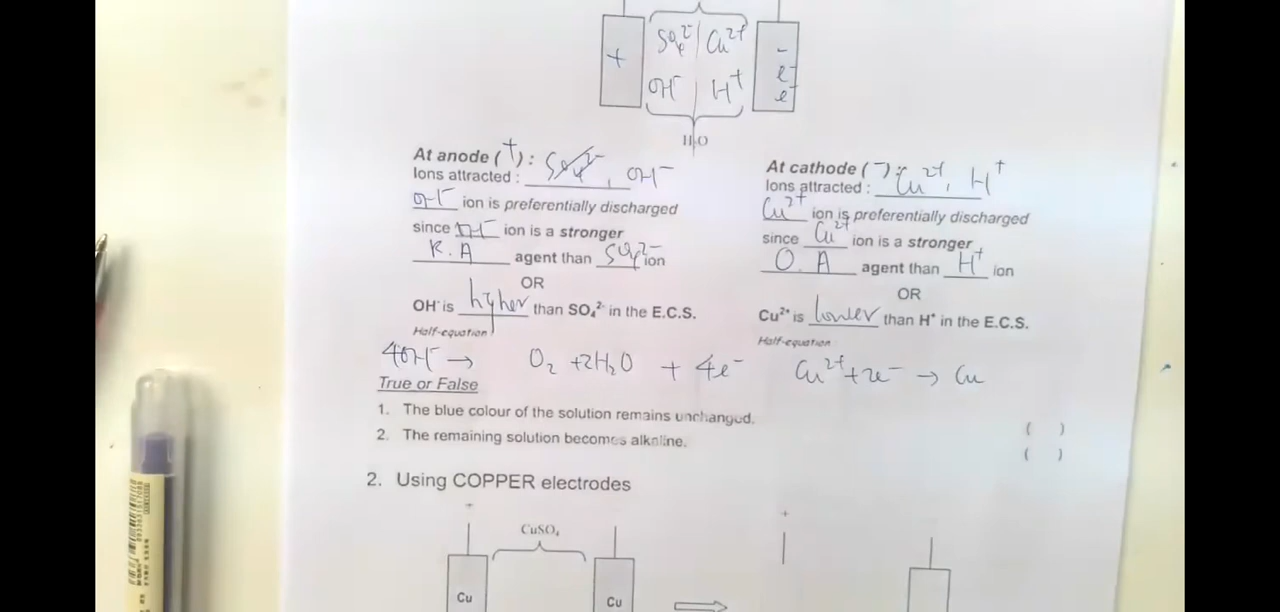 SO₄²⁻ Cu²⁺
+ OH⁻ H⁺ - e⁻ e⁻
H₂O
At anode (+): 
Ions attracted : SO₄²⁻, OH⁻
OH⁻ ion is preferentially discharged
since OH⁻ ion is a stronger
R.A agent than SO₄²⁻ ion
OR
OH⁻ is higher than SO₄²⁻ in the E.C.S.
Half-equation
4OH⁻ → O₂ + 2H₂O + 4e⁻
At cathode (-):
Ions attracted : Cu²⁺, H⁺
Cu²⁺ ion is preferentially discharged
since Cu²⁺ ion is a stronger
O.A agent than H⁺ ion
OR
Cu²⁺ is lower than H⁺ in the E.C.S.
Half-equation :
Cu²⁺ + 2e⁻ → Cu
True or False
1. The blue colour of the solution remains unchanged. ( )
2. The remaining solution becomes alkaline. ( )
2. Using COPPER electrodes
+ CuSO₄ +
Cu Cu